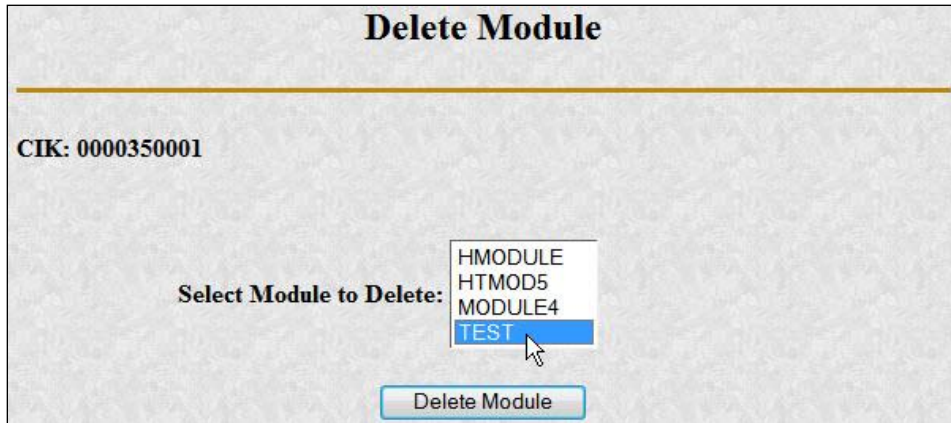 Delete Module
CIK: 0000350001
Select Module to Delete:
HMODULE
HTMOD5
MODULE4
TEST
Delete Module